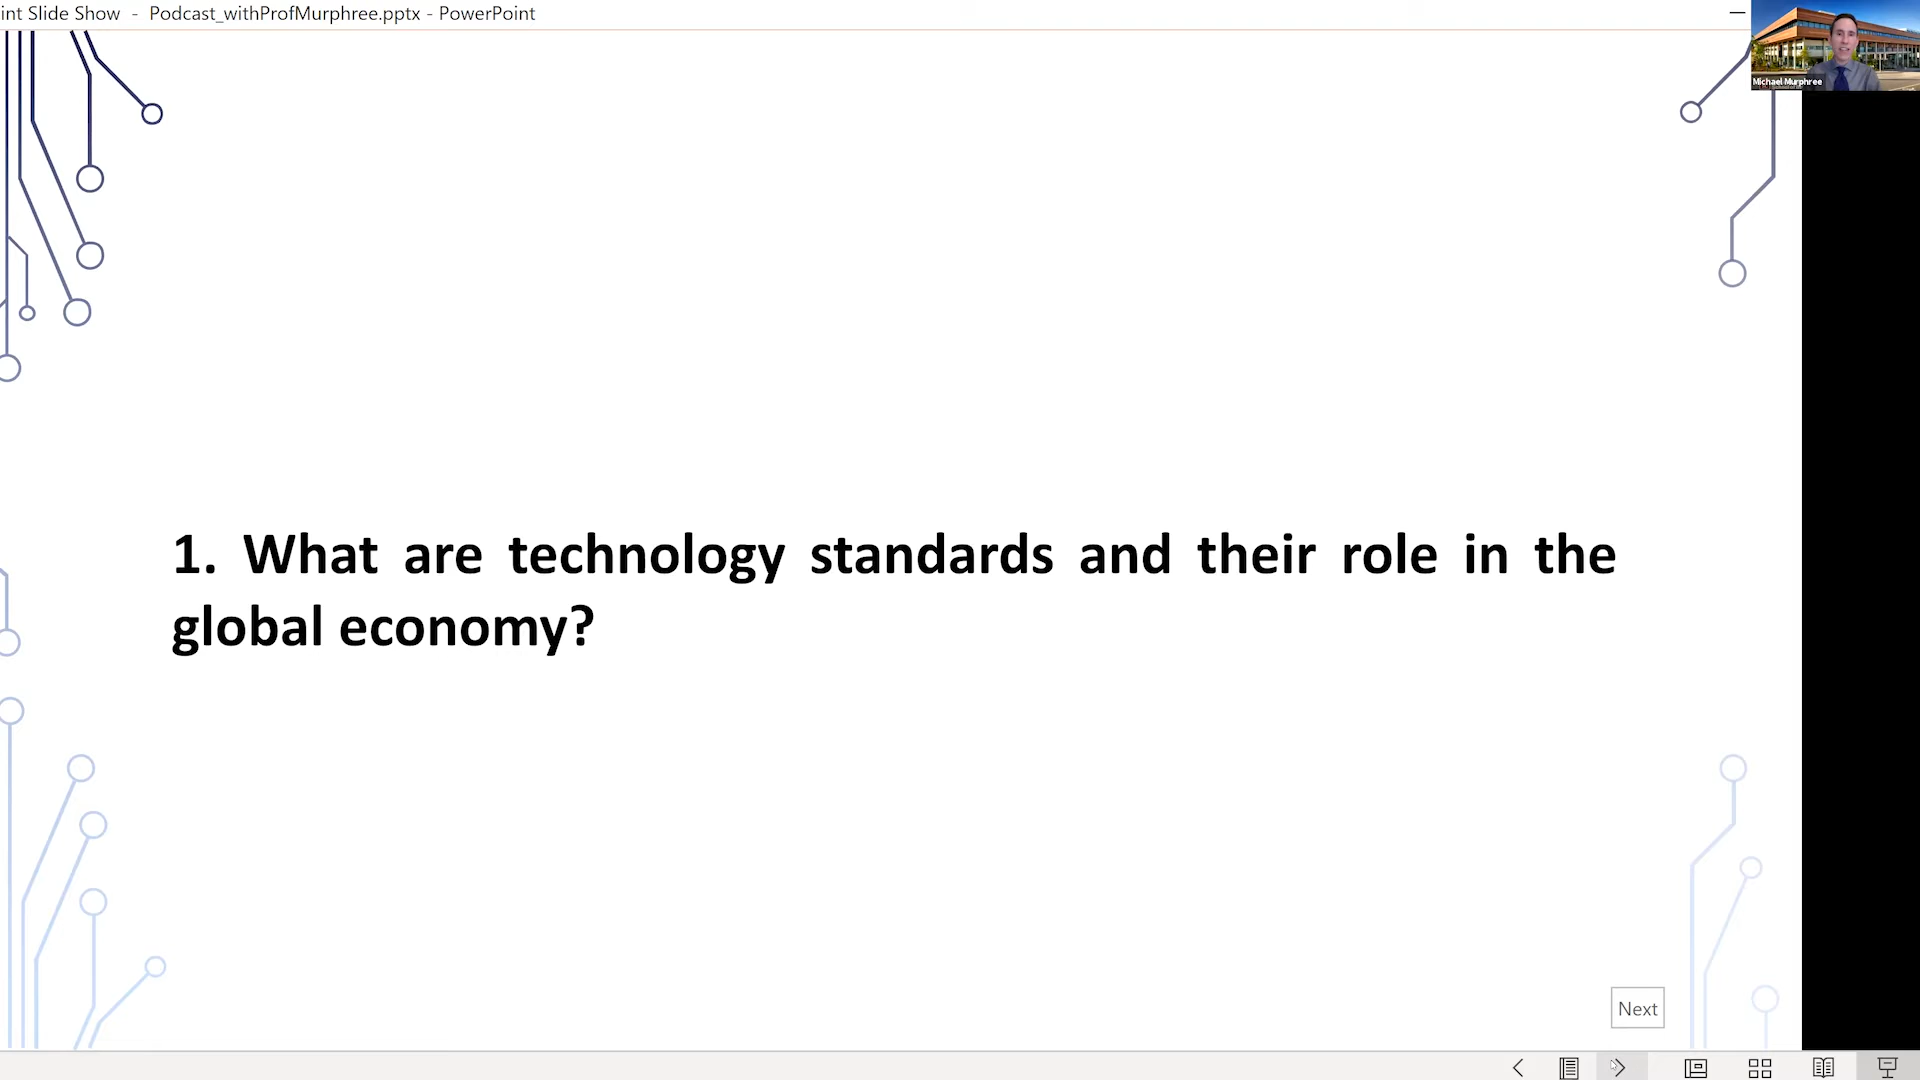 int Slide Show - Podcast_withProfMurphree.pptx - PowerPoint
Michael Murphree
1. What are technology standards and their role in the
global economy?
Next